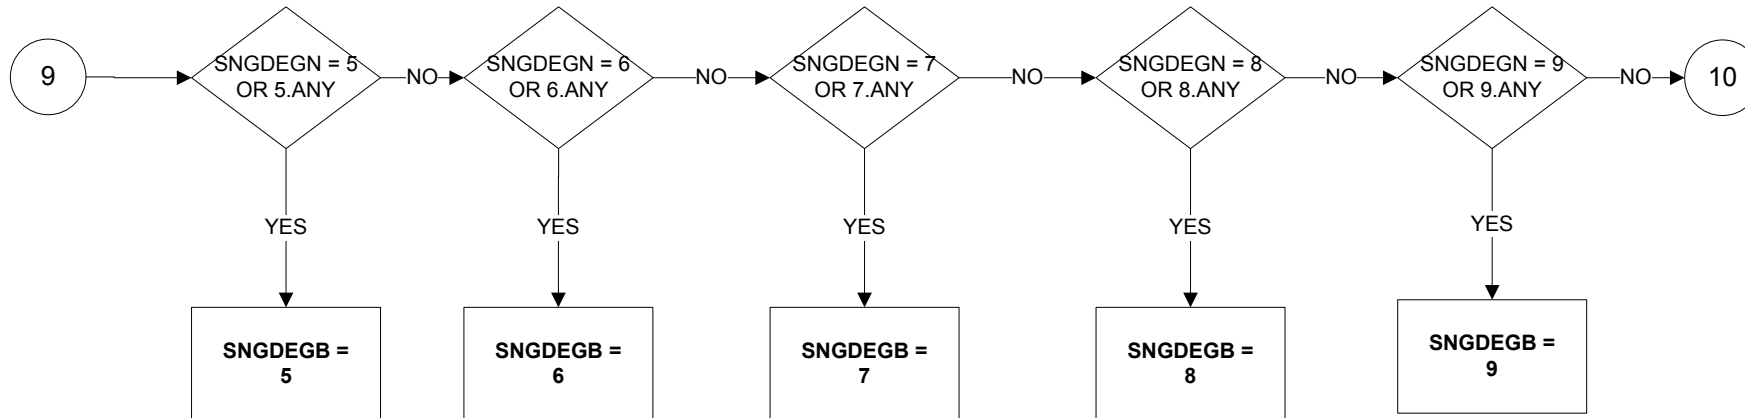 9
SNGDEGN = 5
OR 5.ANY
NO
SNGDEGN = 6
OR 6.ANY
NO
SNGDEGN = 7
OR 7.ANY
NO
SNGDEGN = 8
OR 8.ANY
NO
SNGDEGN = 9
OR 9.ANY
NO
10
YES
YES
YES
YES
YES
SNGDEGB =
5
SNGDEGB =
6
SNGDEGB =
7
SNGDEGB =
8
SNGDEGB =
9